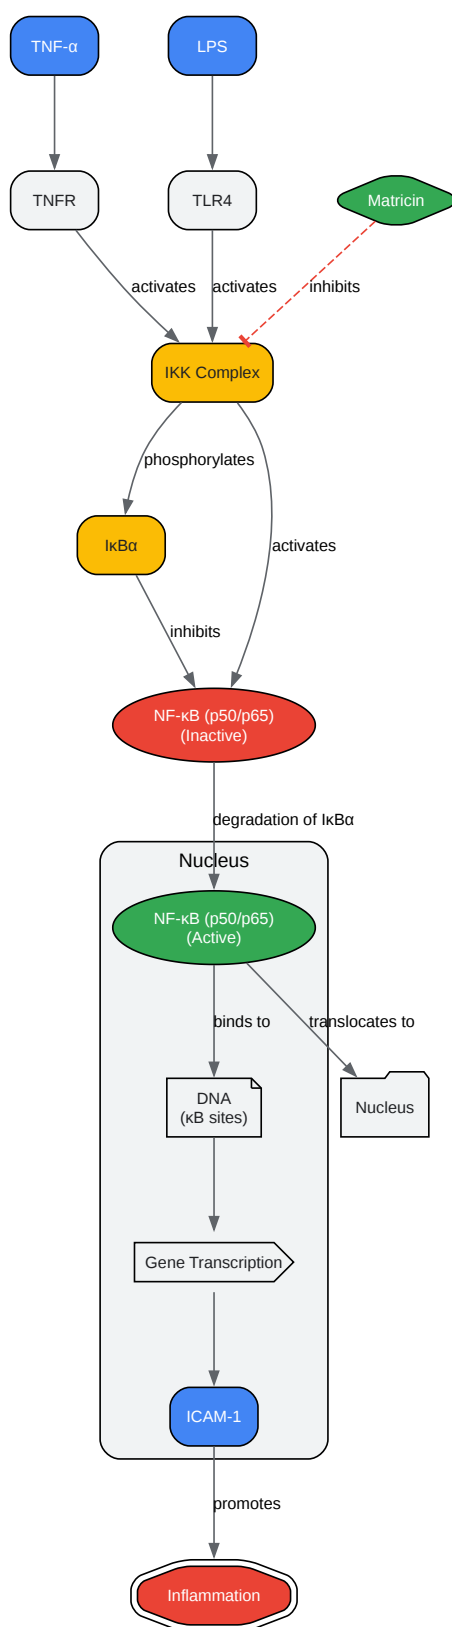 TNF-α
LPS
TNFR
TLR4
Matricin
activates
activates
inhibits
IKK Complex
phosphorylates
IκBα
activates
inhibits
NF-κB (p50/p65)
(Inactive)
degradation of IκBα
Nucleus
NF-κB (p50/p65)
(Active)
binds to
translocates to
DNA
(κB sites)
Nucleus
Gene Transcription
ICAM-1
promotes
Inflammation